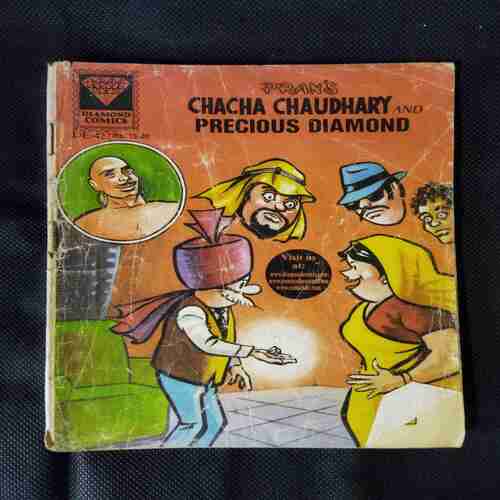 DIAMOND
COMICS
PRAN'S
CHACHA CHAUDHARY AND
PRECIOUS DIAMOND
Visit us
at: